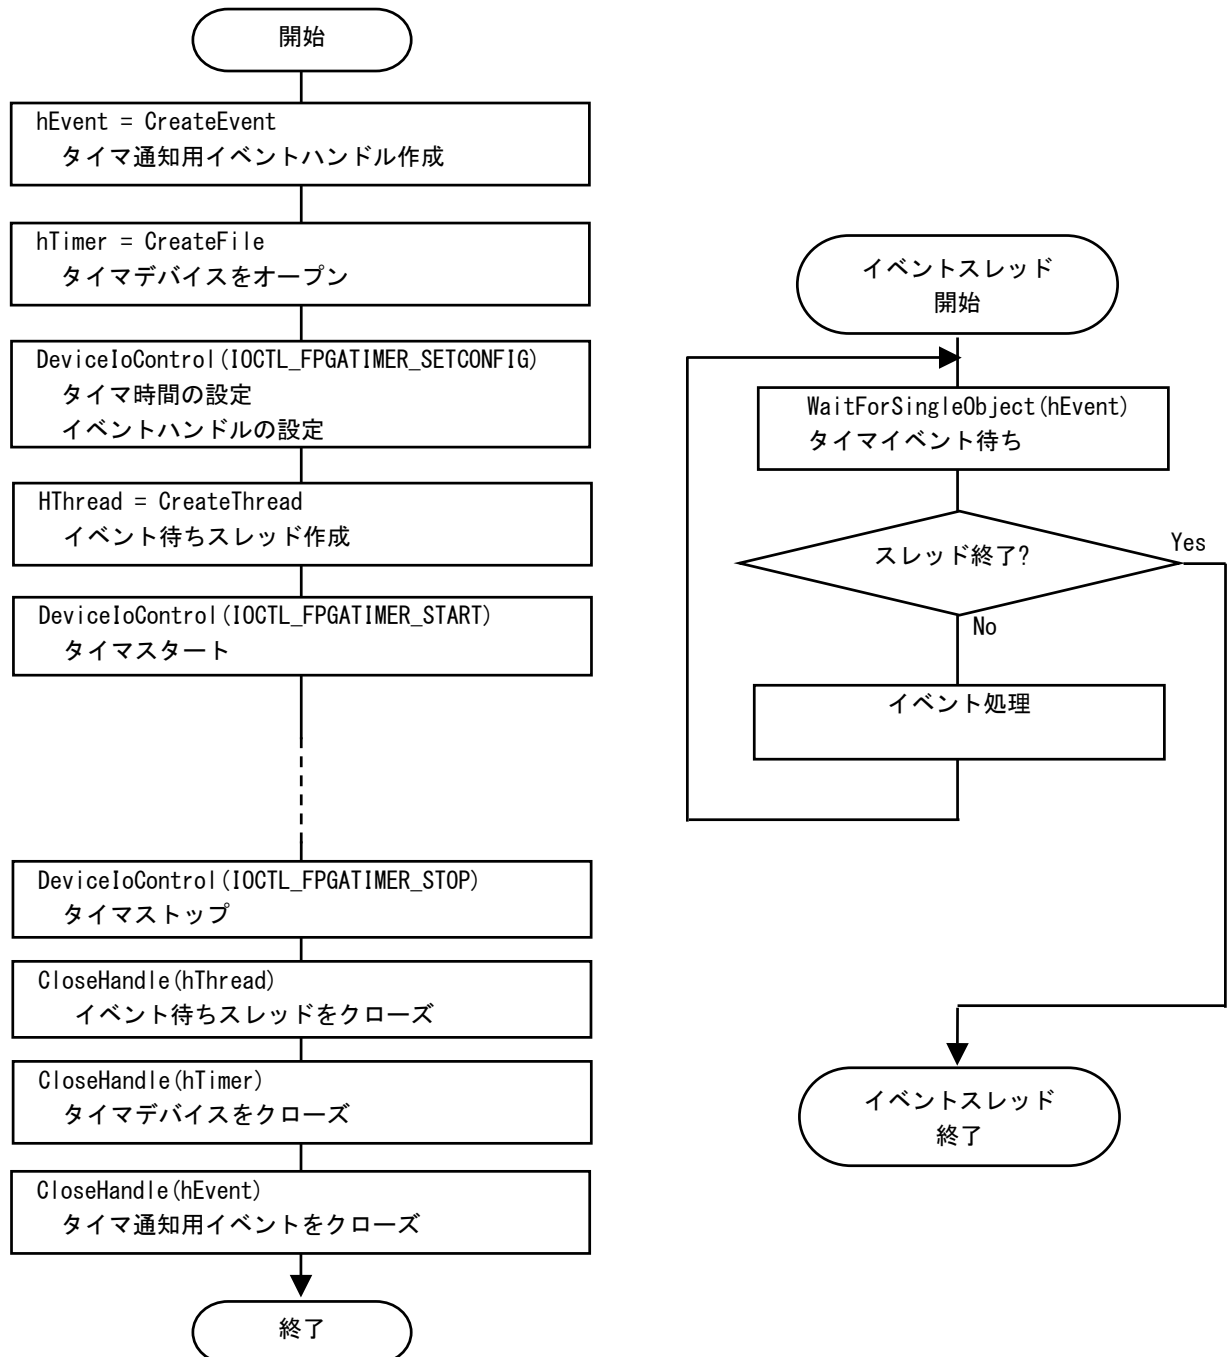 開始
hEvent = CreateEvent
タイマ通知用イベントハンドル作成
hTimer = CreateFile
タイマデバイスをオープン
DeviceIoControl(IOCTL_FPGATIMER_SETCONFIG)
タイマ時間の設定
イベントハンドルの設定
HThread = CreateThread
イベント待ちスレッド作成
DeviceIoControl(IOCTL_FPGATIMER_START)
タイマスタート
DeviceIoControl(IOCTL_FPGATIMER_STOP)
タイマストップ
CloseHandle(hThread)
イベント待ちスレッドをクローズ
CloseHandle(hTimer)
タイマデバイスをクローズ
CloseHandle(hEvent)
タイマ通知用イベントをクローズ
終了
イベントスレッド
開始
WaitForSingleObject(hEvent)
タイマイベント待ち
スレッド終了?
Yes
No
イベント処理
イベントスレッド
終了